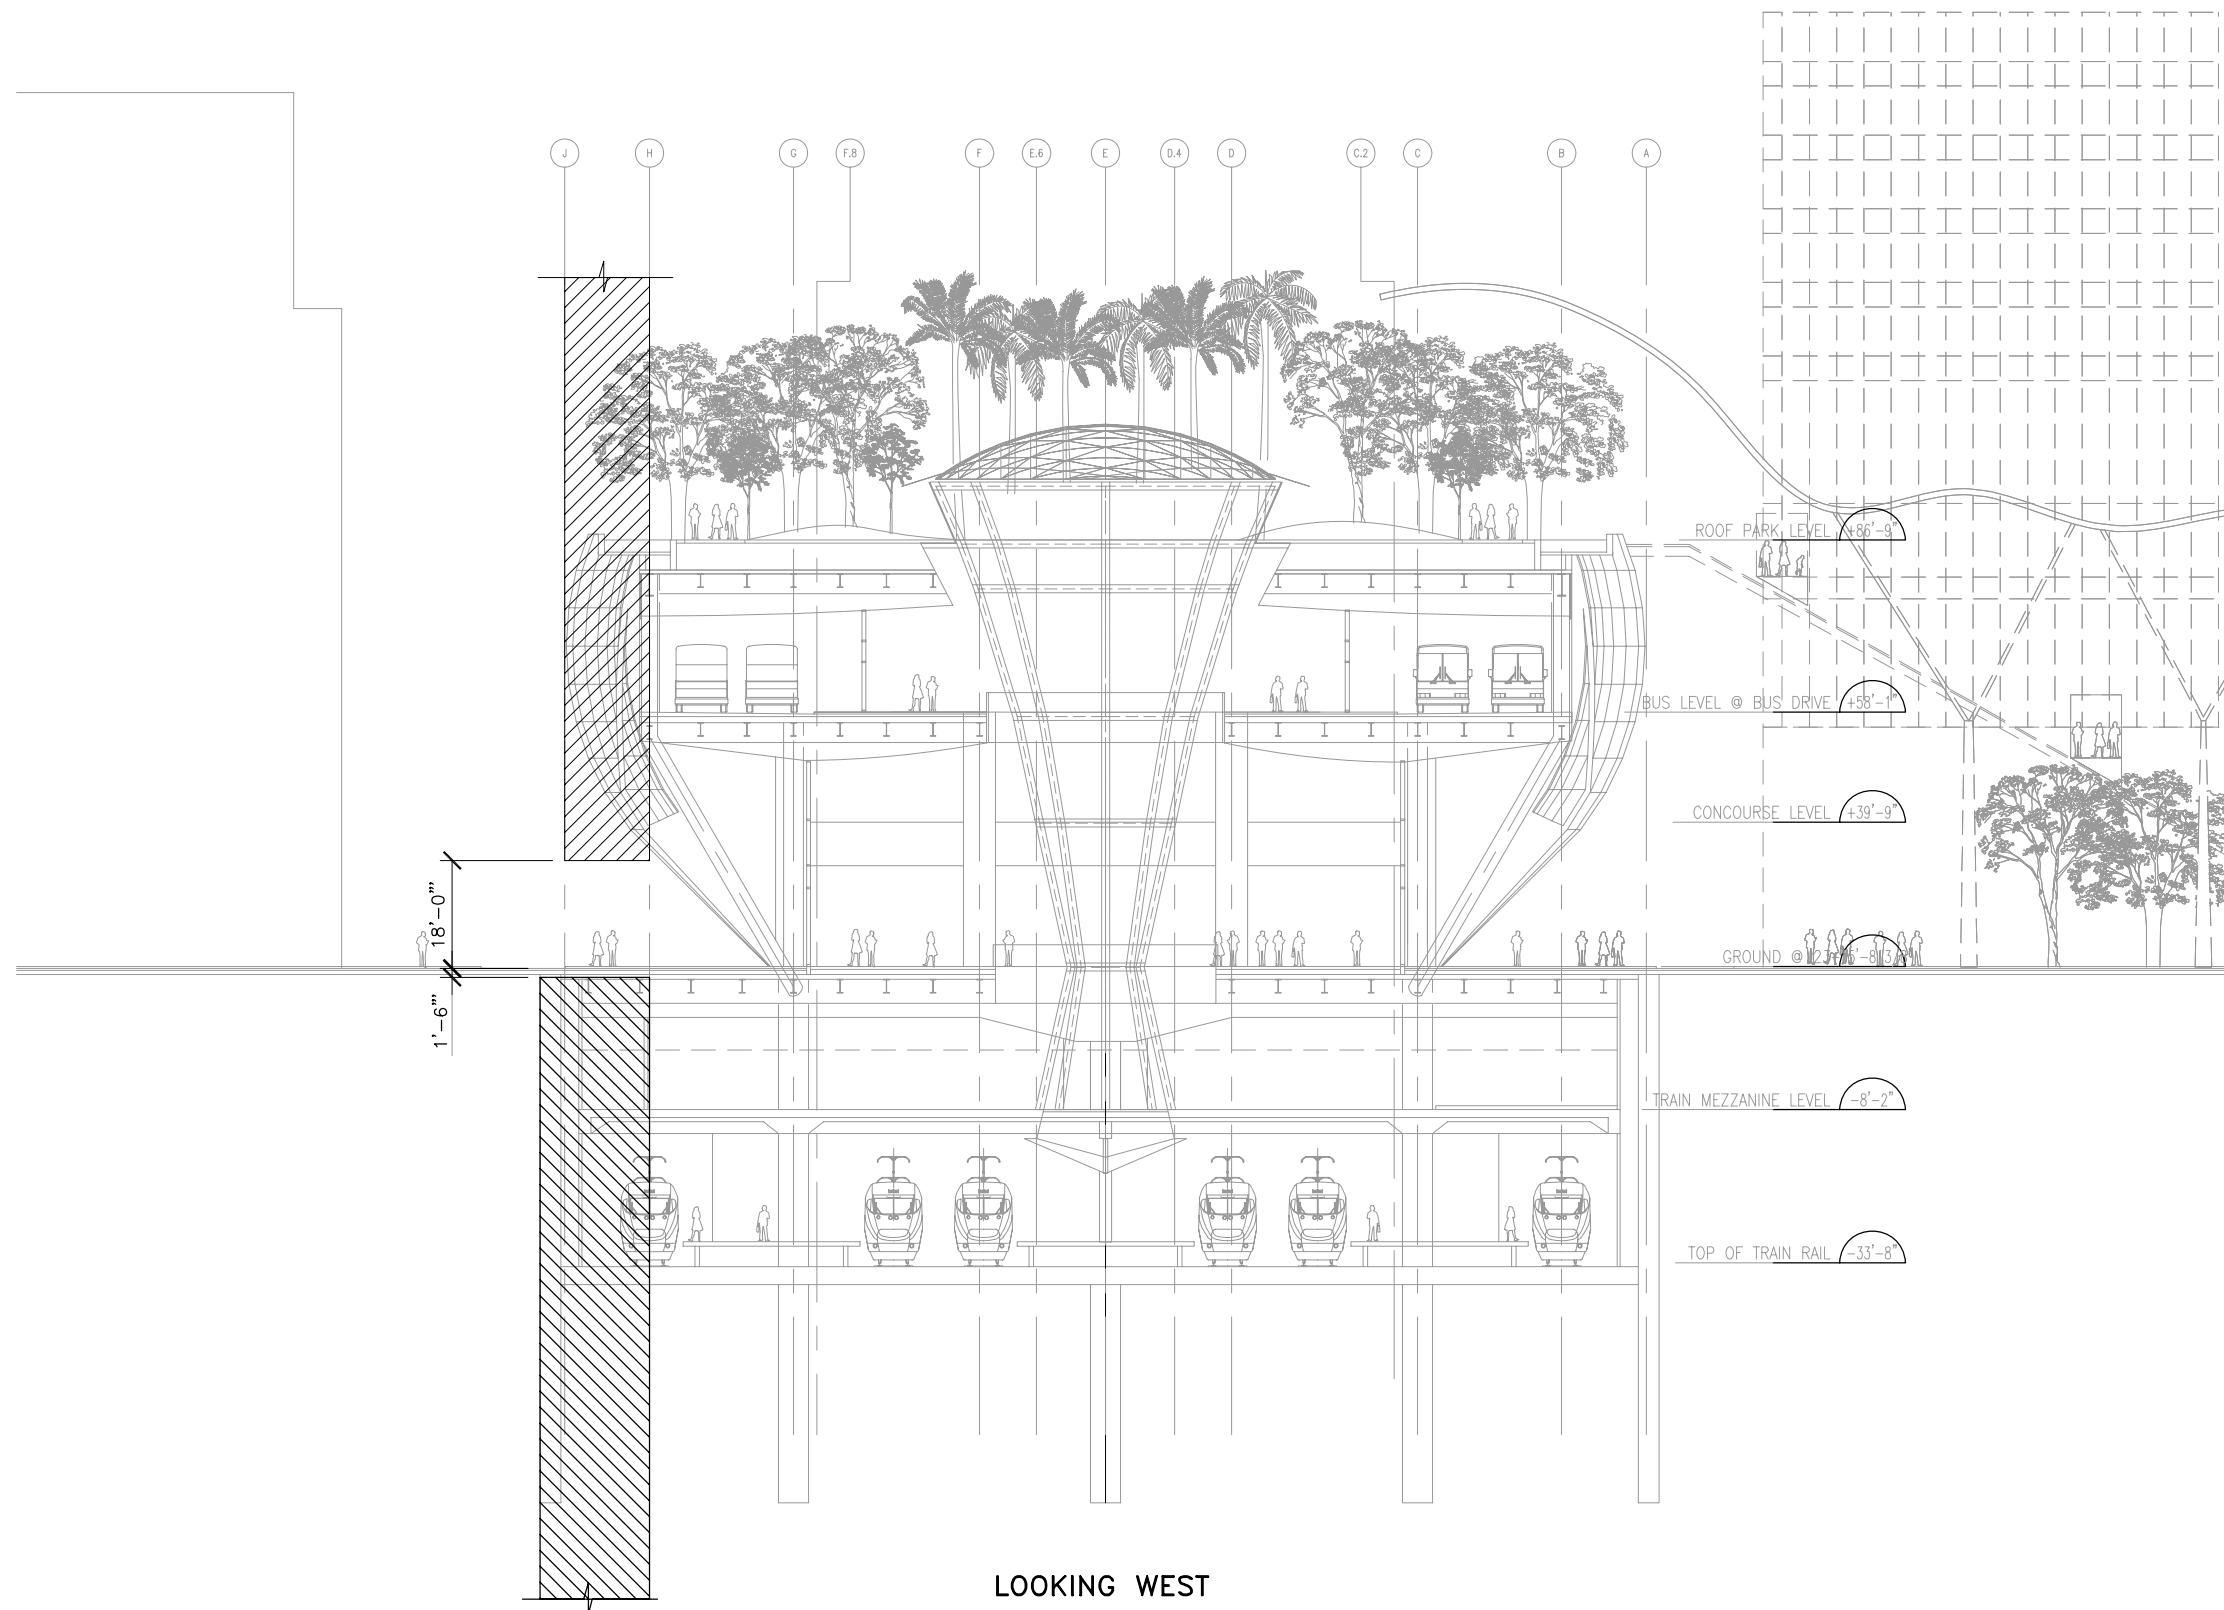 J H G F.8 F E.6 E D.4 D C.2 C B A
ROOF PARK LEVEL +86'-9"
BUS LEVEL @ BUS DRIVE +58'-1"
CONCOURSE LEVEL +39'-9"
18'-0'"
GROUND @
1'-6'"
TRAIN MEZZANINE LEVEL -8'-2"
TOP OF TRAIN RAIL -33'-8"
LOOKING WEST